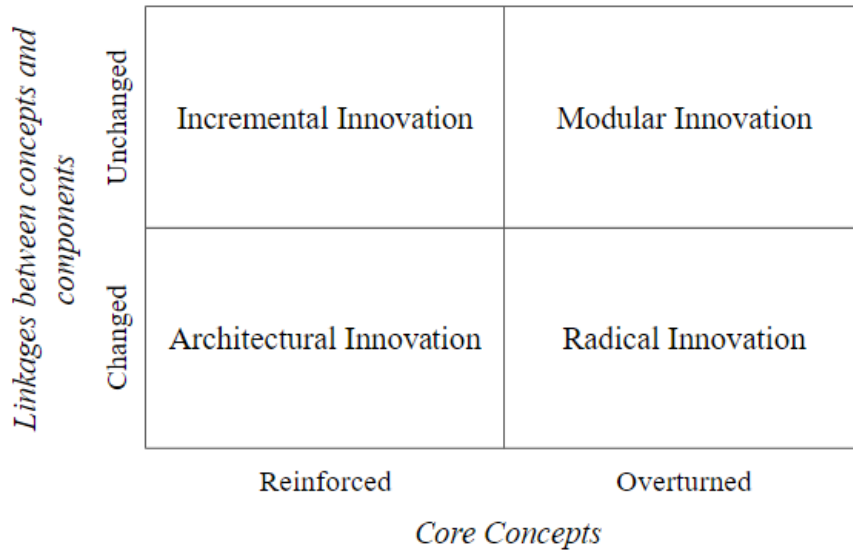 Linkages between concepts and
components
Unchanged
Incremental Innovation
Modular Innovation
Changed
Architectural Innovation
Radical Innovation
Reinforced
Overturned
Core Concepts